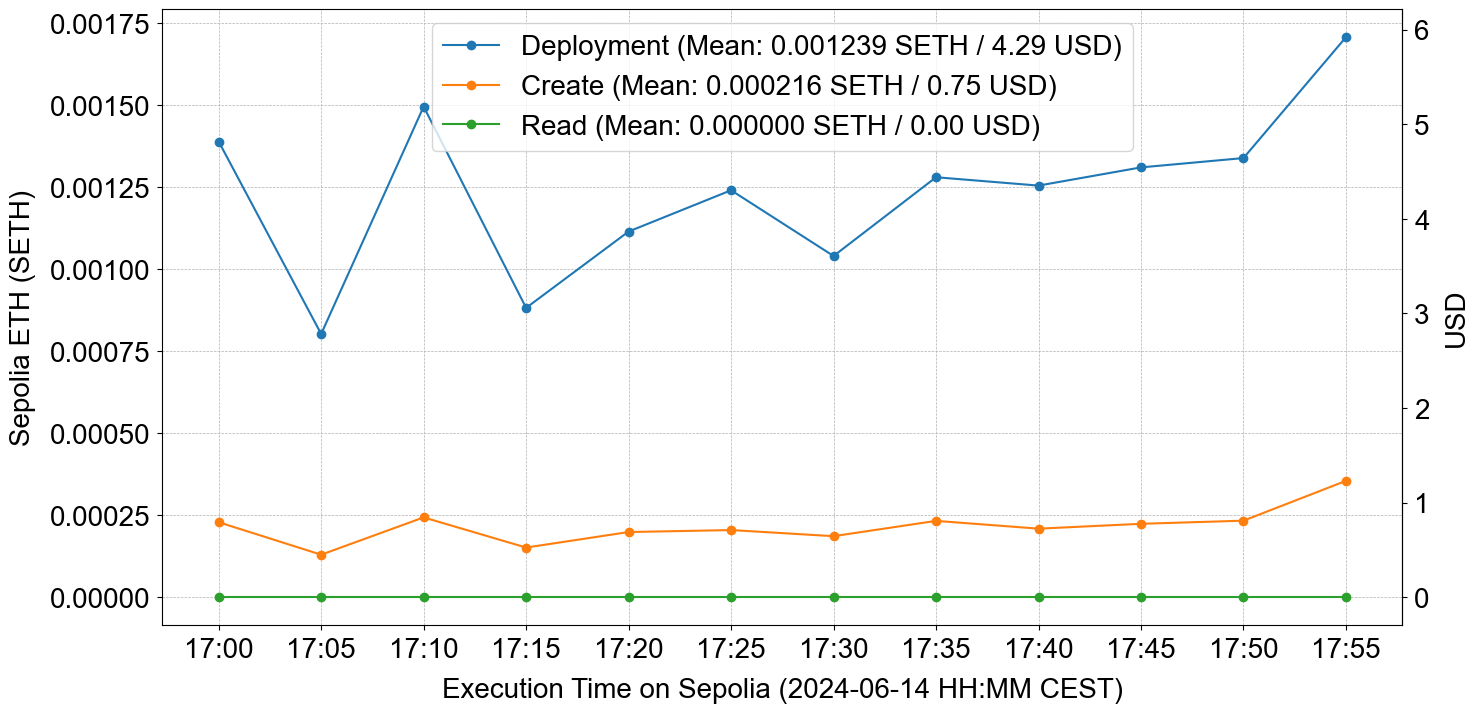 Deployment (Mean: 0.001239 SETH / 4.29 USD)
Create (Mean: 0.000216 SETH / 0.75 USD)
Read (Mean: 0.000000 SETH / 0.00 USD)
Sepolia ETH (SETH)
0.00175
0.00150
0.00125
0.00100
0.00075
0.00050
0.00025
0.00000
6
5
4
3
2
1
0
USD
17:00 17:05 17:10 17:15 17:20 17:25 17:30 17:35 17:40 17:45 17:50 17:55
Execution Time on Sepolia (2024-06-14 HH:MM CEST)